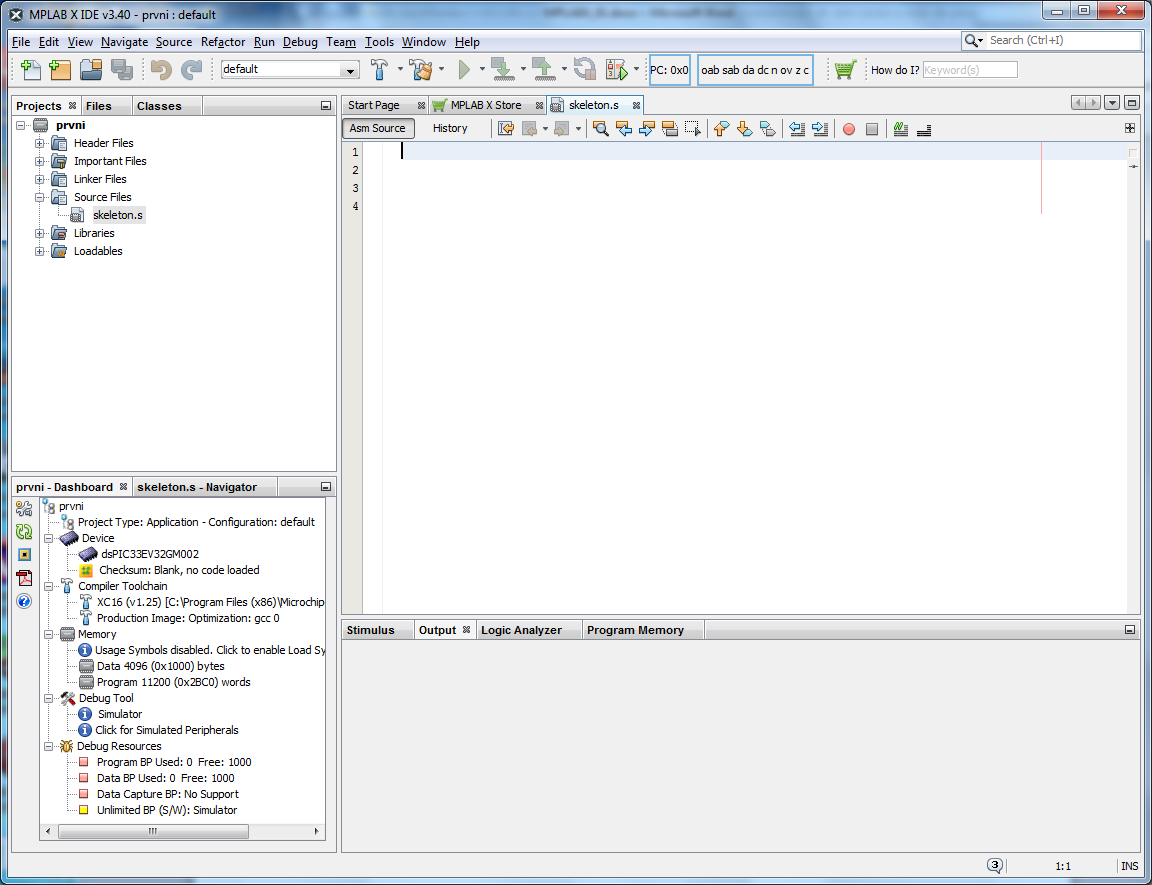 MPLAB X IDE v3.40 - prvni : default
File Edit View Navigate Source Refactor Run Debug Team Tools Window Help
Search (Ctrl+I)
default
PC: 0x0
oab sab da dc n ov z c
How do I?
Keyword(s)
Projects Files Classes
prvni
Header Files
Important Files
Linker Files
Source Files
skeleton.s
Libraries
Loadables
Start Page MPLAB X Store skeleton.s
Asm Source History
1
2
3
4
prvni - Dashboard skeleton.s - Navigator
prvni
Project Type: Application - Configuration: default
Device
dsPIC33EV32GM002
Checksum: Blank, no code loaded
Compiler Toolchain
XC16 (v1.25) [C:\Program Files (x86)\Microchip
Production Image: Optimization: gcc 0
Memory
Usage Symbols disabled. Click to enable Load Sy
Data 4096 (0x1000) bytes
Program 11200 (0x2BC0) words
Debug Tool
Simulator
Click for Simulated Peripherals
Debug Resources
Program BP Used: 0 Free: 1000
Data BP Used: 0 Free: 1000
Data Capture BP: No Support
Unlimited BP (S/W): Simulator
Stimulus Output Logic Analyzer Program Memory
3
1:1
INS